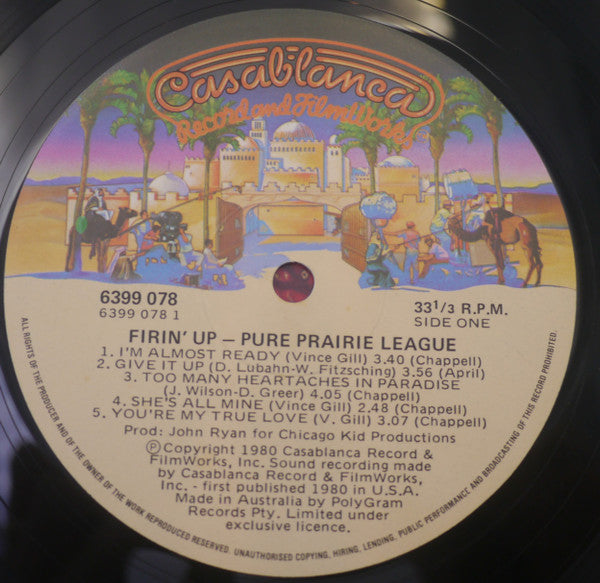 Casablanca
Record and FilmWorks
6399 078
6399 078 1
33 1/3 R.P.M.
SIDE ONE
FIRIN' UP – PURE PRAIRIE LEAGUE
1. I'M ALMOST READY (Vince Gill) 3.40 (Chappell)
2. GIVE IT UP (D. Lubahn-W. Fitzsching) 3.56 (April)
3. TOO MANY HEARTACHES IN PARADISE
(J. Wilson-D. Greer) 4.05 (Chappell)
4. SHE'S ALL MINE (Vince Gill) 2.48 (Chappell)
5. YOU'RE MY TRUE LOVE (V. Gill) 3.07 (Chappell)
Prod: John Ryan for Chicago Kid Productions
Ⓟ Copyright 1980 Casablanca Record &
FilmWorks, Inc. Sound recording made
by Casablanca Record & FilmWorks,
Inc. - first published 1980 in U.S.A.
Made in Australia by PolyGram
Records Pty. Limited under
exclusive licence.
ALL RIGHTS OF THE PRODUCER AND OF THE OWNER OF THE WORK REPRODUCED RESERVED. UNAUTHORISED COPYING, HIRING, LENDING, PUBLIC PERFORMANCE AND BROADCASTING OF THIS RECORD PROHIBITED.